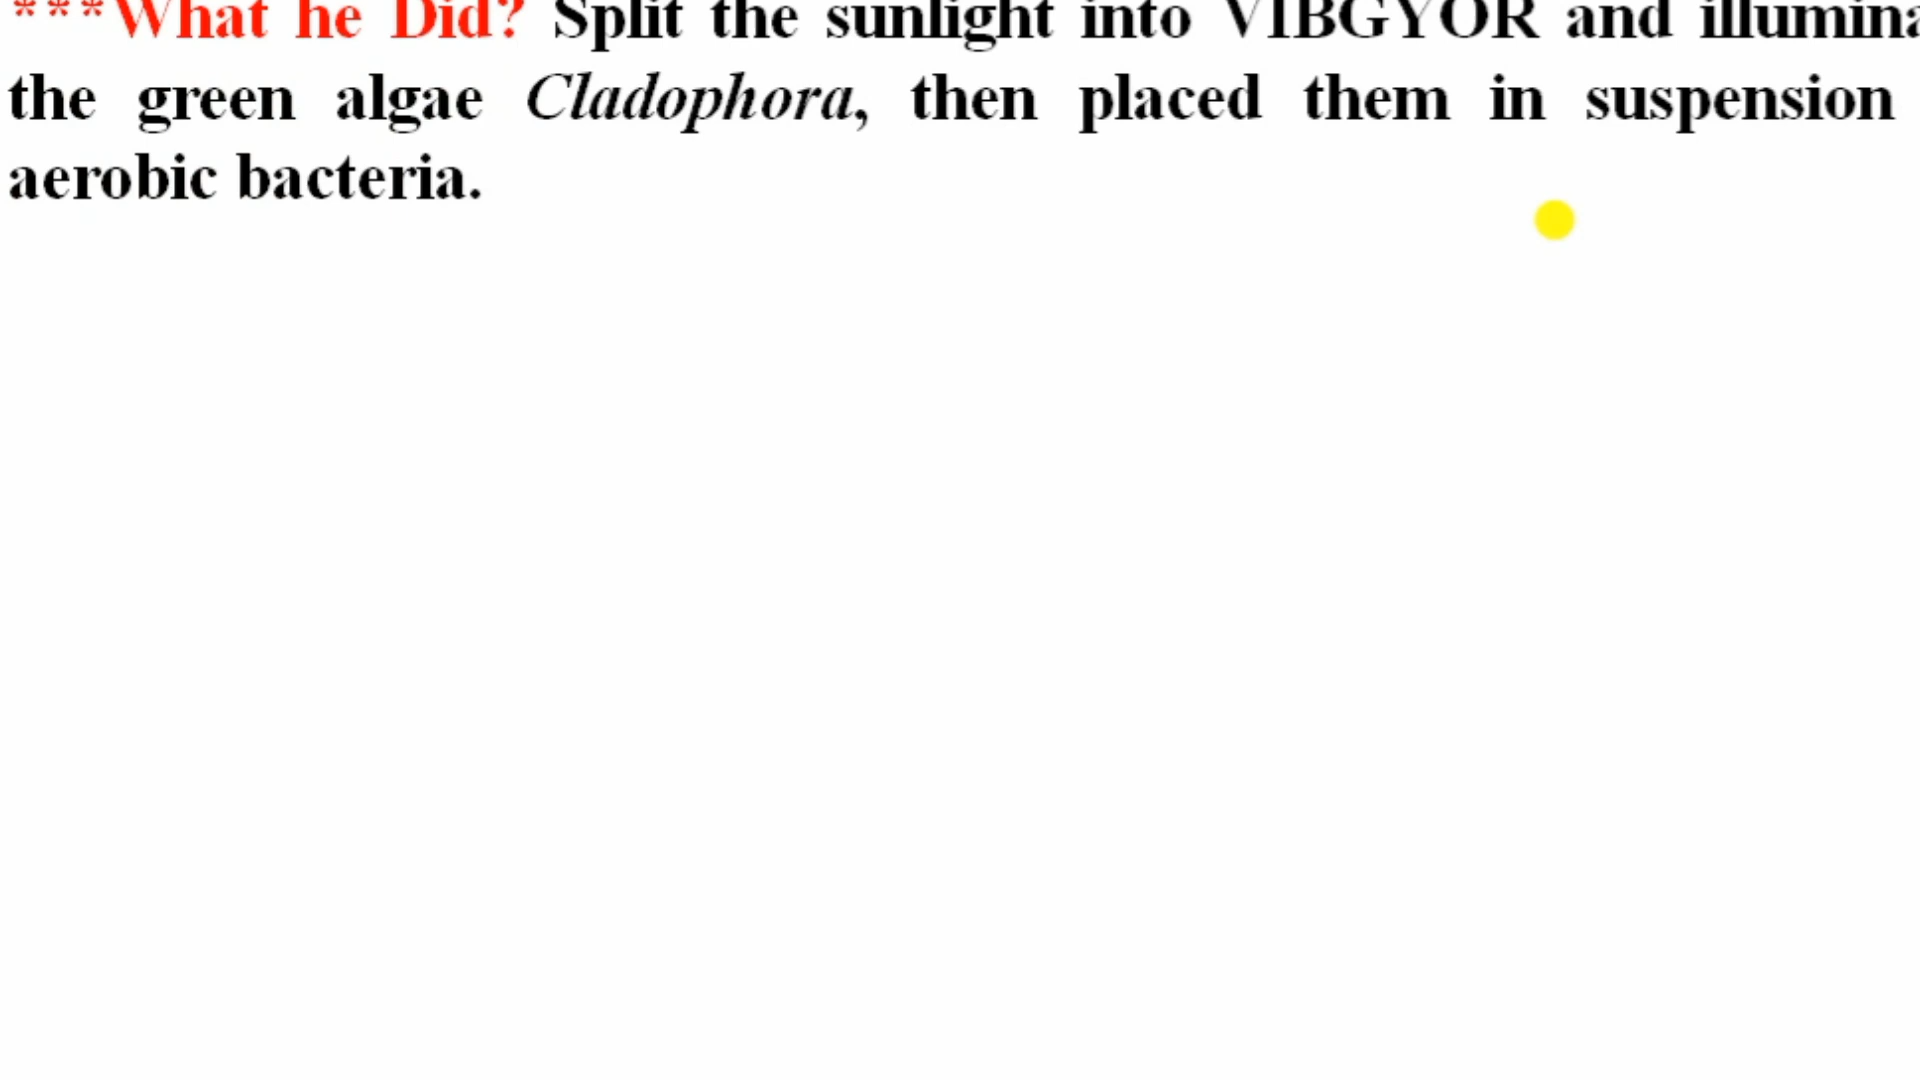 ***What he Did? Split the sunlight into VIBGYOR and
the green algae Cladophora, then placed them in suspension
aerobic bacteria.